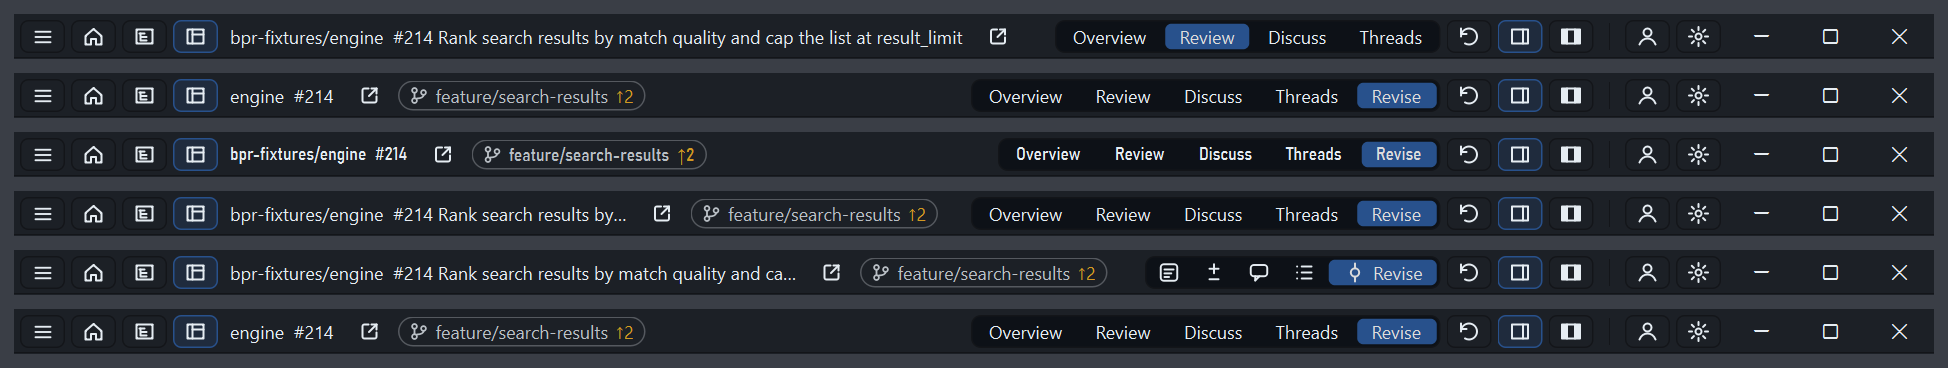 bpr-fixtures/engine #214 Rank search results by match quality and cap the list at result_limit Overview Review Discuss Threads
engine #214 feature/search-results ↑2 Overview Review Discuss Threads Revise
bpr-fixtures/engine #214 feature/search-results ↑2 Overview Review Discuss Threads Revise
bpr-fixtures/engine #214 Rank search results by... feature/search-results ↑2 Overview Review Discuss Threads Revise
bpr-fixtures/engine #214 Rank search results by match quality and ca... feature/search-results ↑2 Revise
engine #214 feature/search-results ↑2 Overview Review Discuss Threads Revise